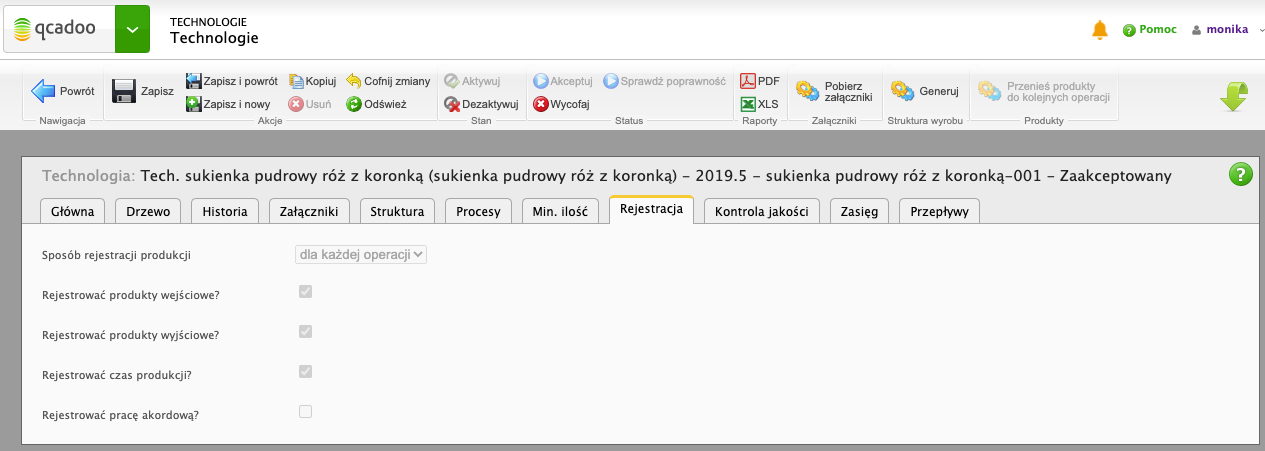 qcadoo
TECHNOLOGIE
Technologie
Pomoc
monika
Powrót
Nawigacja
Zapisz
Zapisz i powrót
Kopiuj
Cofnij zmiany
Zapisz i nowy
Usuń
Odśwież
Akcje
Aktywuj
Dezaktywuj
Stan
Akceptuj
Sprawdź poprawność
Wycofaj
Status
PDF
XLS
Raporty
Pobierz
załączniki
Załączniki
Generuj
Struktura wyrobu
Przenieś produkty
do kolejnych operacji
Produkty
Technologia: Tech. sukienka pudrowy róż z koronką (sukienka pudrowy róż z koronką) - 2019.5 - sukienka pudrowy róż z koronką-001 - Zaakceptowany
Główna
Drzewo
Historia
Załączniki
Struktura
Procesy
Min. ilość
Rejestracja
Kontrola jakości
Zasięg
Przepływy
Sposób rejestracji produkcji
dla każdej operacji
Rejestrować produkty wejściowe?
Rejestrować produkty wyjściowe?
Rejestrować czas produkcji?
Rejestrować pracę akordową?